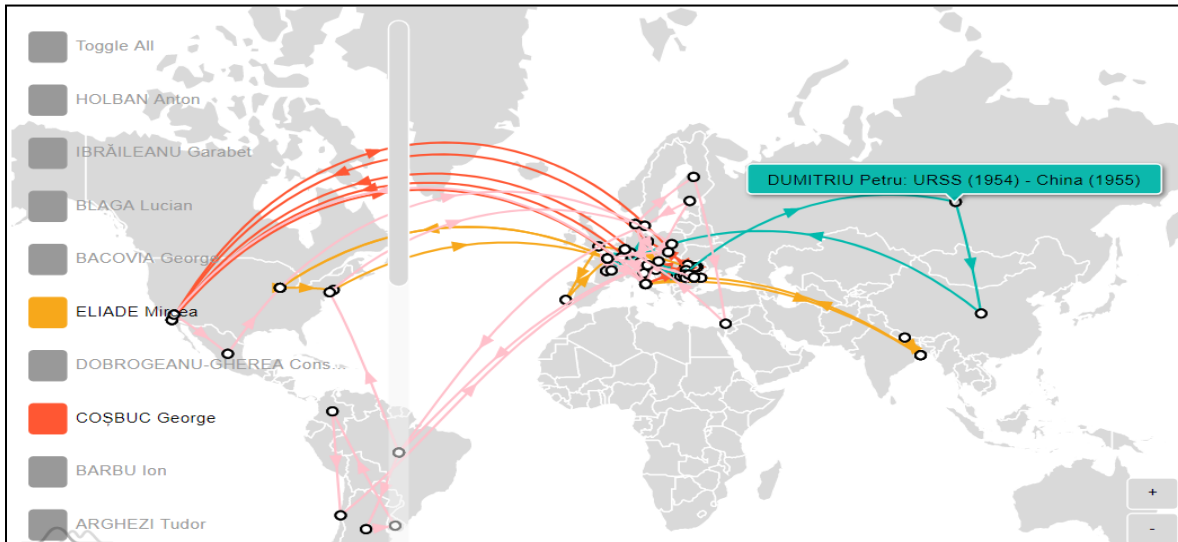 Toggle All
HOLBAN Anton
IBRĂILEANU Garabet
BLAGA Lucian
BACOVIA George
ELIADE Mircea
DOBROGEANU-GHEREA Cons...
COȘBUC George
BARBU Ion
ARGHEZI Tudor
DUMITRIU Petru: URSS (1954) - China (1955)
+
-